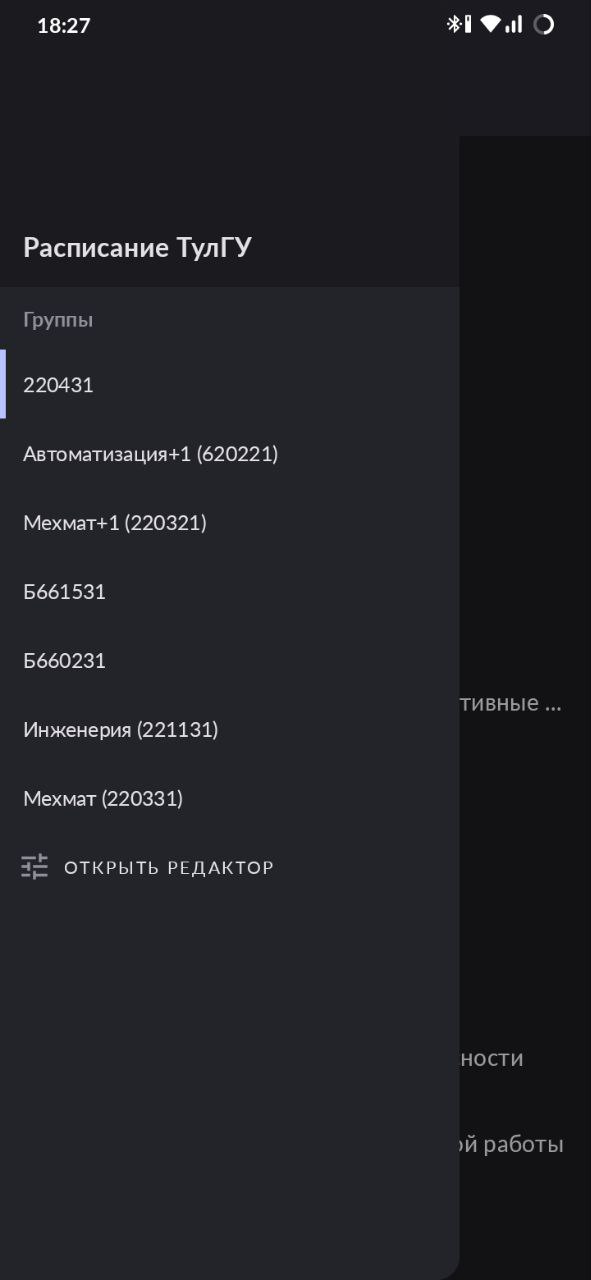 18:27
Расписание ТулГУ
Группы
220431
Автоматизация+1 (620221)
Мехмат+1 (220321)
Б661531
Б660231
тивные ...
Инженерия (221131)
Мехмат (220331)
ОТКРЫТЬ РЕДАКТОР
ности
ой работы